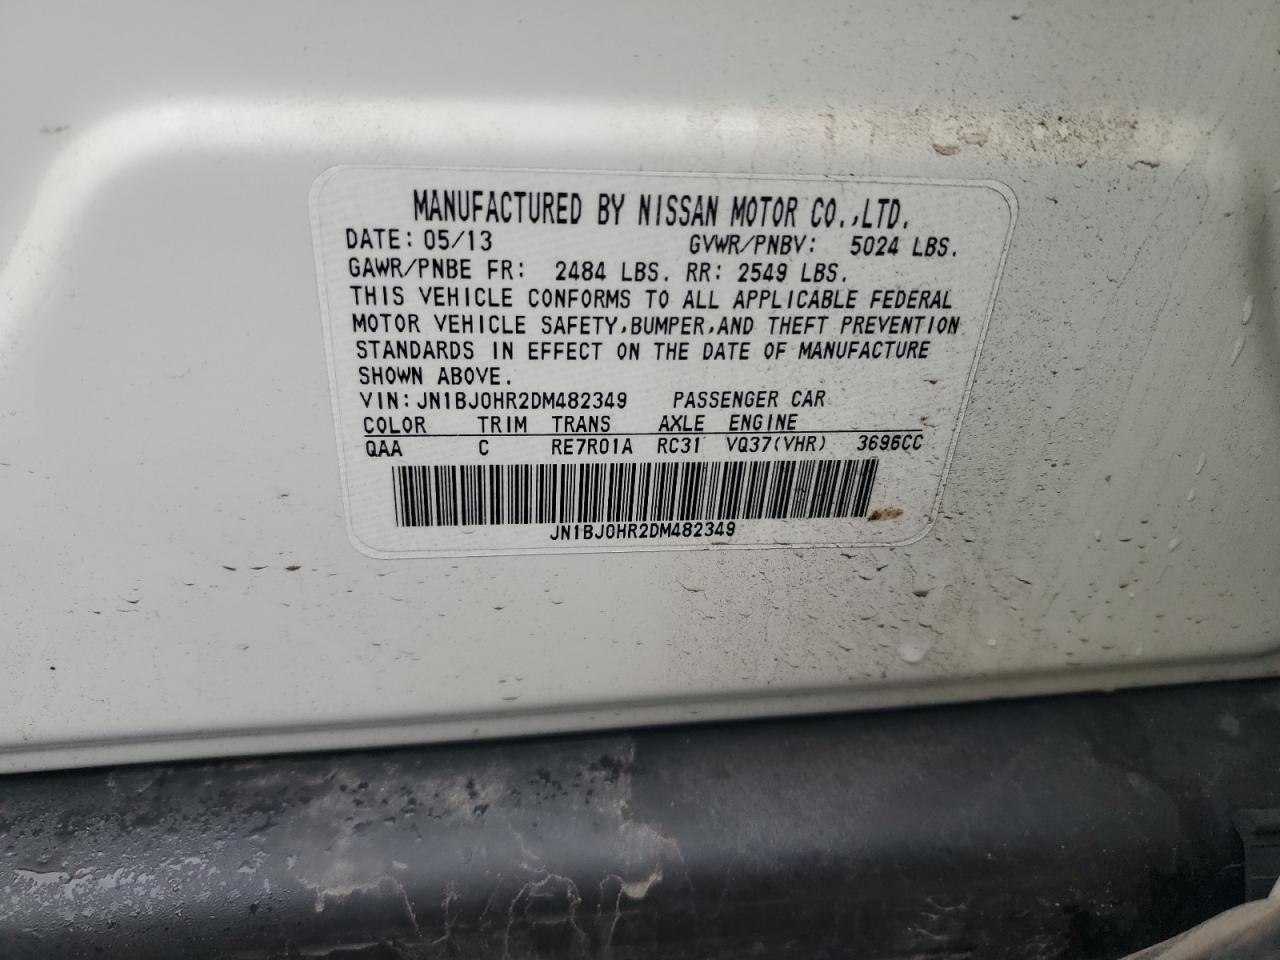 MANUFACTURED BY NISSAN MOTOR CO.,LTD.
DATE: 05/13 GVWR/PNBV: 5024 LBS.
GAWR/PNBE FR: 2484 LBS. RR: 2549 LBS.
THIS VEHICLE CONFORMS TO ALL APPLICABLE FEDERAL
MOTOR VEHICLE SAFETY,BUMPER,AND THEFT PREVENTION
STANDARDS IN EFFECT ON THE DATE OF MANUFACTURE
SHOWN ABOVE.
VIN: JN1BJ0HR2DM482349 PASSENGER CAR
COLOR TRIM TRANS AXLE ENGINE
QAA C RE7R01A RC31 VQ37(VHR) 3696CC
JN1BJ0HR2DM482349